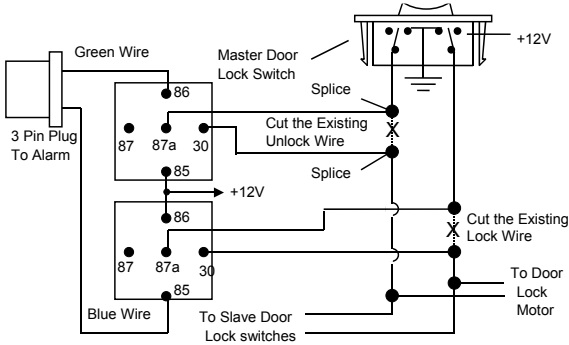 Green Wire
Master Door
Lock Switch
+12V
86
Splice
3 Pin Plug
To Alarm
87
87a
30
Cut the Existing
Unlock Wire
X
85
Splice
+12V
86
Cut the Existing
Lock Wire
X
87
87a
30
85
To Door
Lock
Motor
Blue Wire
To Slave Door
Lock switches